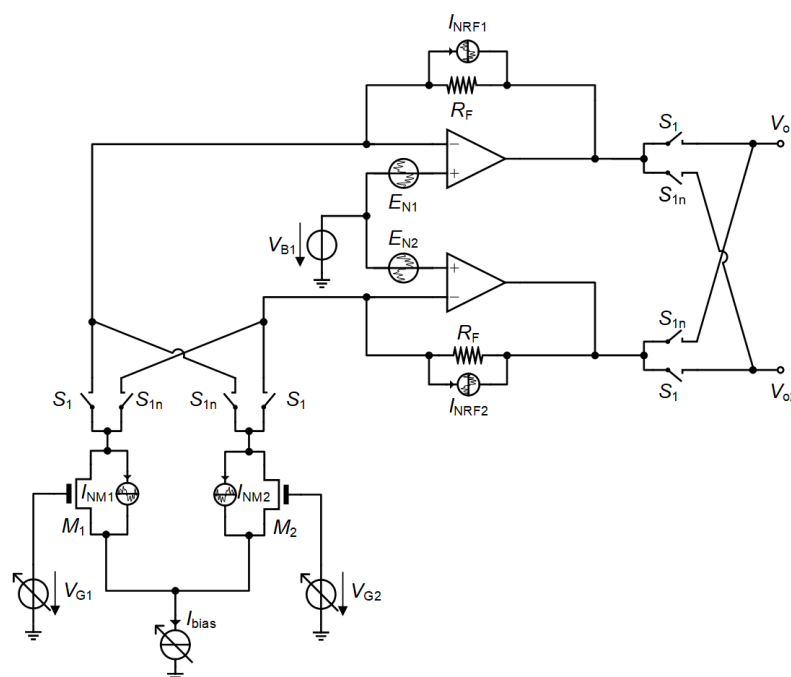 I_NRF1
R_F
S_1
V_o
−
+
S_1n
E_N1
E_N2
V_B1
+
−
S_1n
R_F
S_1
V_o
I_NRF2
S_1
S_1n
S_1n
S_1
I_NM1
I_NM2
M_1
M_2
V_G1
V_G2
I_bias